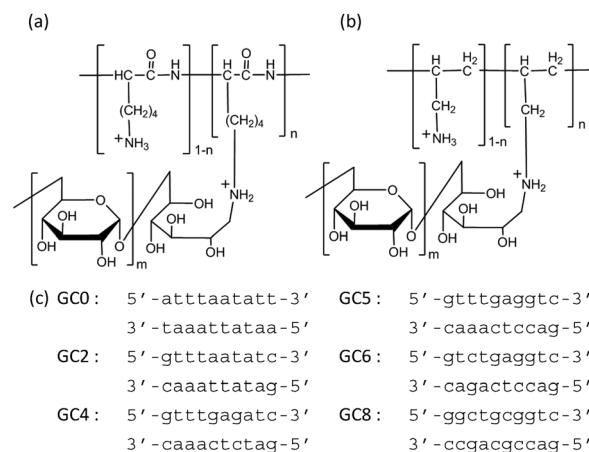 (a)
(b)
O
O
H
H
HC
C
N
C
C
N
(CH2)4
(CH2)4
+NH3
1-n
n
+NH2
O
OH
OH
OH
O
m
OH
OH
OH
OH
H
C
H2
C
H
C
H2
C
CH2
CH2
+NH3
1-n
n
+NH2
O
OH
OH
OH
O
m
OH
OH
OH
OH
(c) GC0 : 5′-atttaatatt-3′
3′-taaattataa-5′
GC2 : 5′-gtttaatatc-3′
3′-caaattatag-5′
GC4 : 5′-gtttgagatc-3′
3′-caaactctag-5′
GC5 : 5′-gtttgaggtc-3′
3′-caaactccag-5′
GC6 : 5′-gtctgaggtc-3′
3′-cagactccag-5′
GC8 : 5′-ggctgcggtc-3′
3′-ccgacgccag-5′